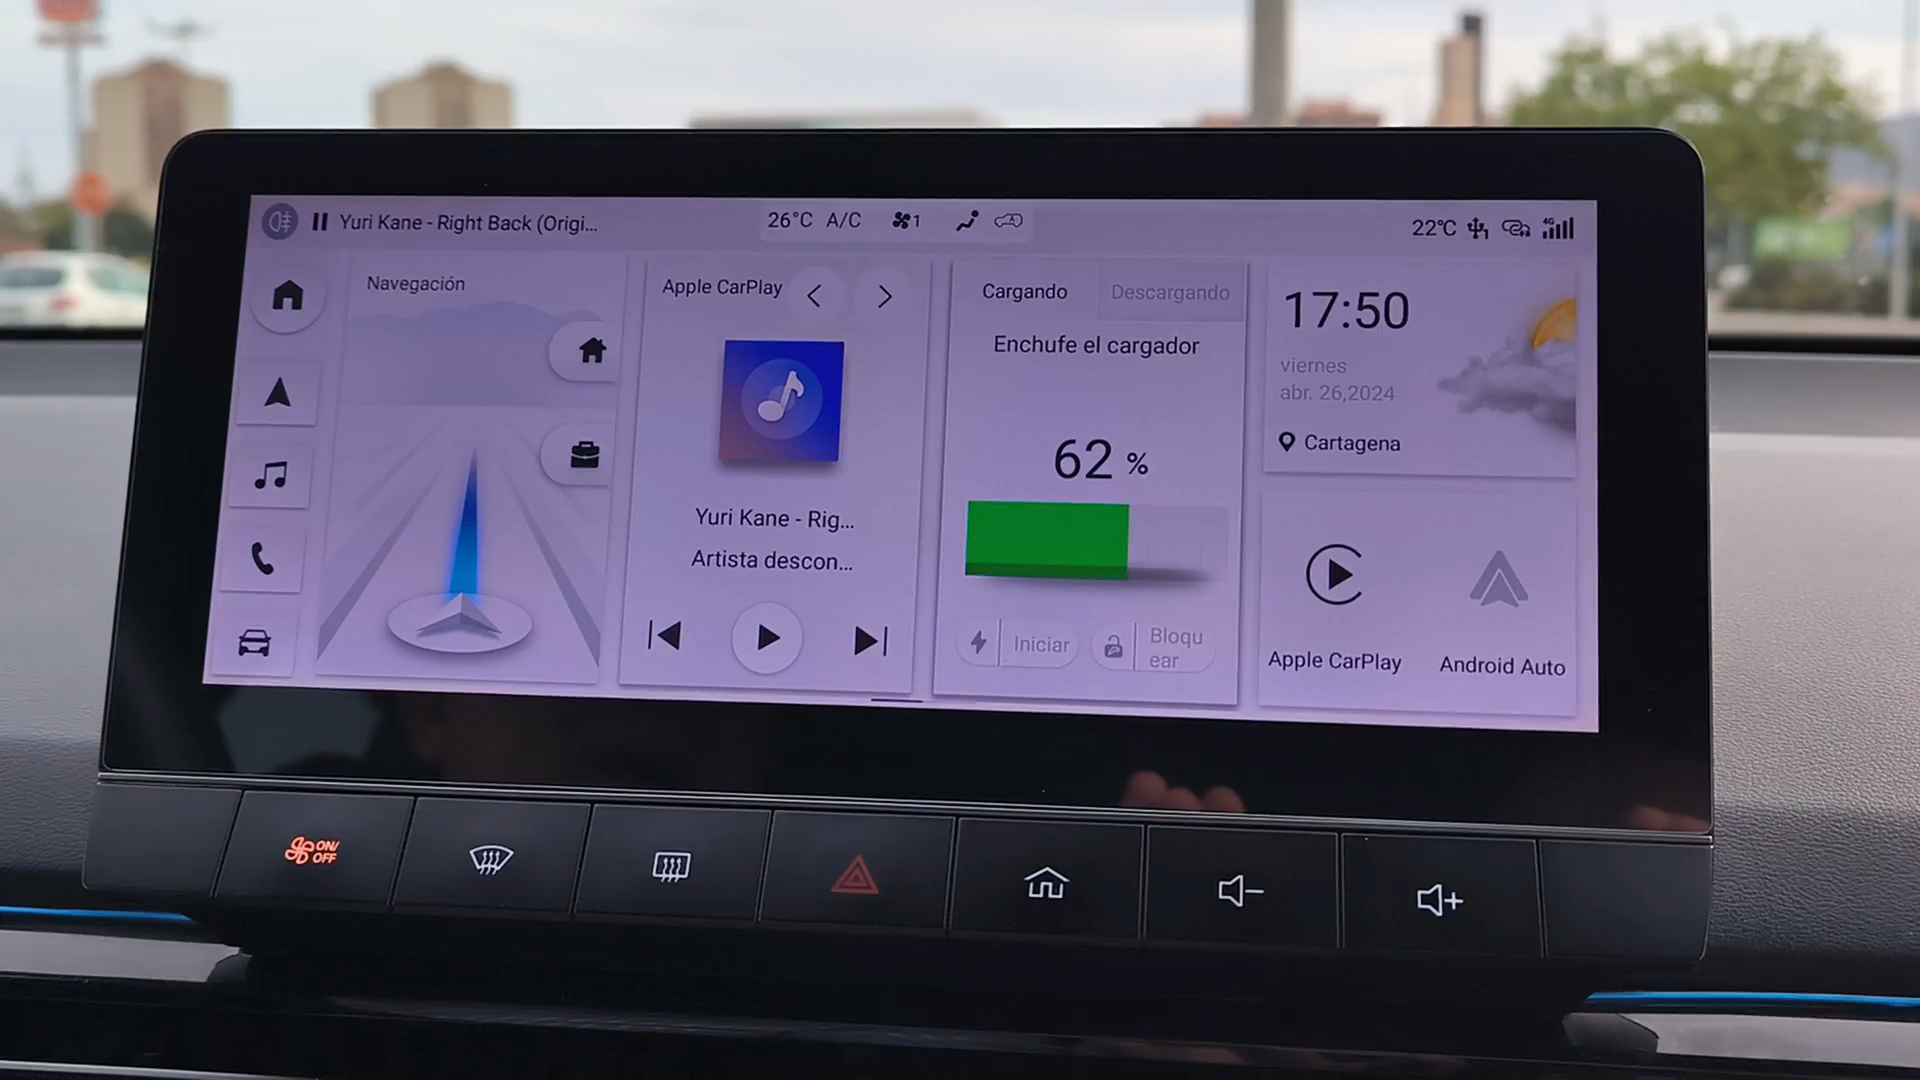 Yuri Kane - Right Back (Origi...
26°C A/C 1
22°C 4G
Navegación
Apple CarPlay
Yuri Kane - Rig...
Artista descon...
Cargando Descargando
Enchufe el cargador
62 %
Iniciar
Bloqu
ear
17:50
viernes
abr. 26,2024
Cartagena
Apple CarPlay Android Auto
ON/
OFF